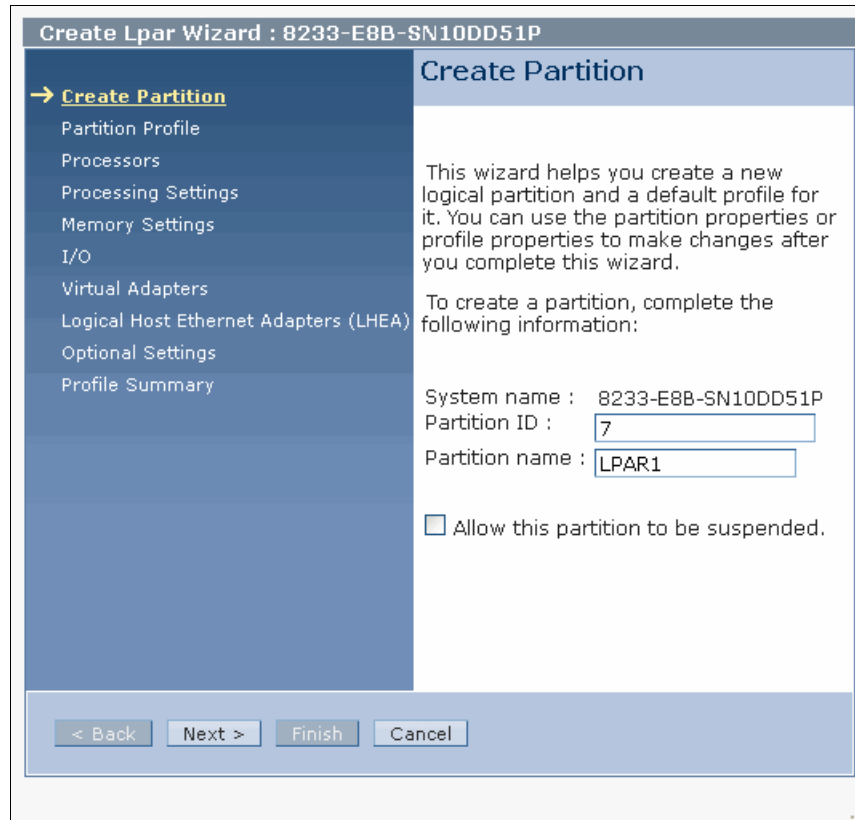 Create Lpar Wizard : 8233-E8B-SN10DD51P
Create Partition
Partition Profile
Processors
Processing Settings
Memory Settings
I/O
Virtual Adapters
Logical Host Ethernet Adapters (LHEA)
Optional Settings
Profile Summary
Create Partition
This wizard helps you create a new
logical partition and a default profile for
it. You can use the partition properties or
profile properties to make changes after
you complete this wizard.
To create a partition, complete the
following information:
System name : 8233-E8B-SN10DD51P
Partition ID : 7
Partition name : LPAR1
Allow this partition to be suspended.
< Back Next > Finish Cancel